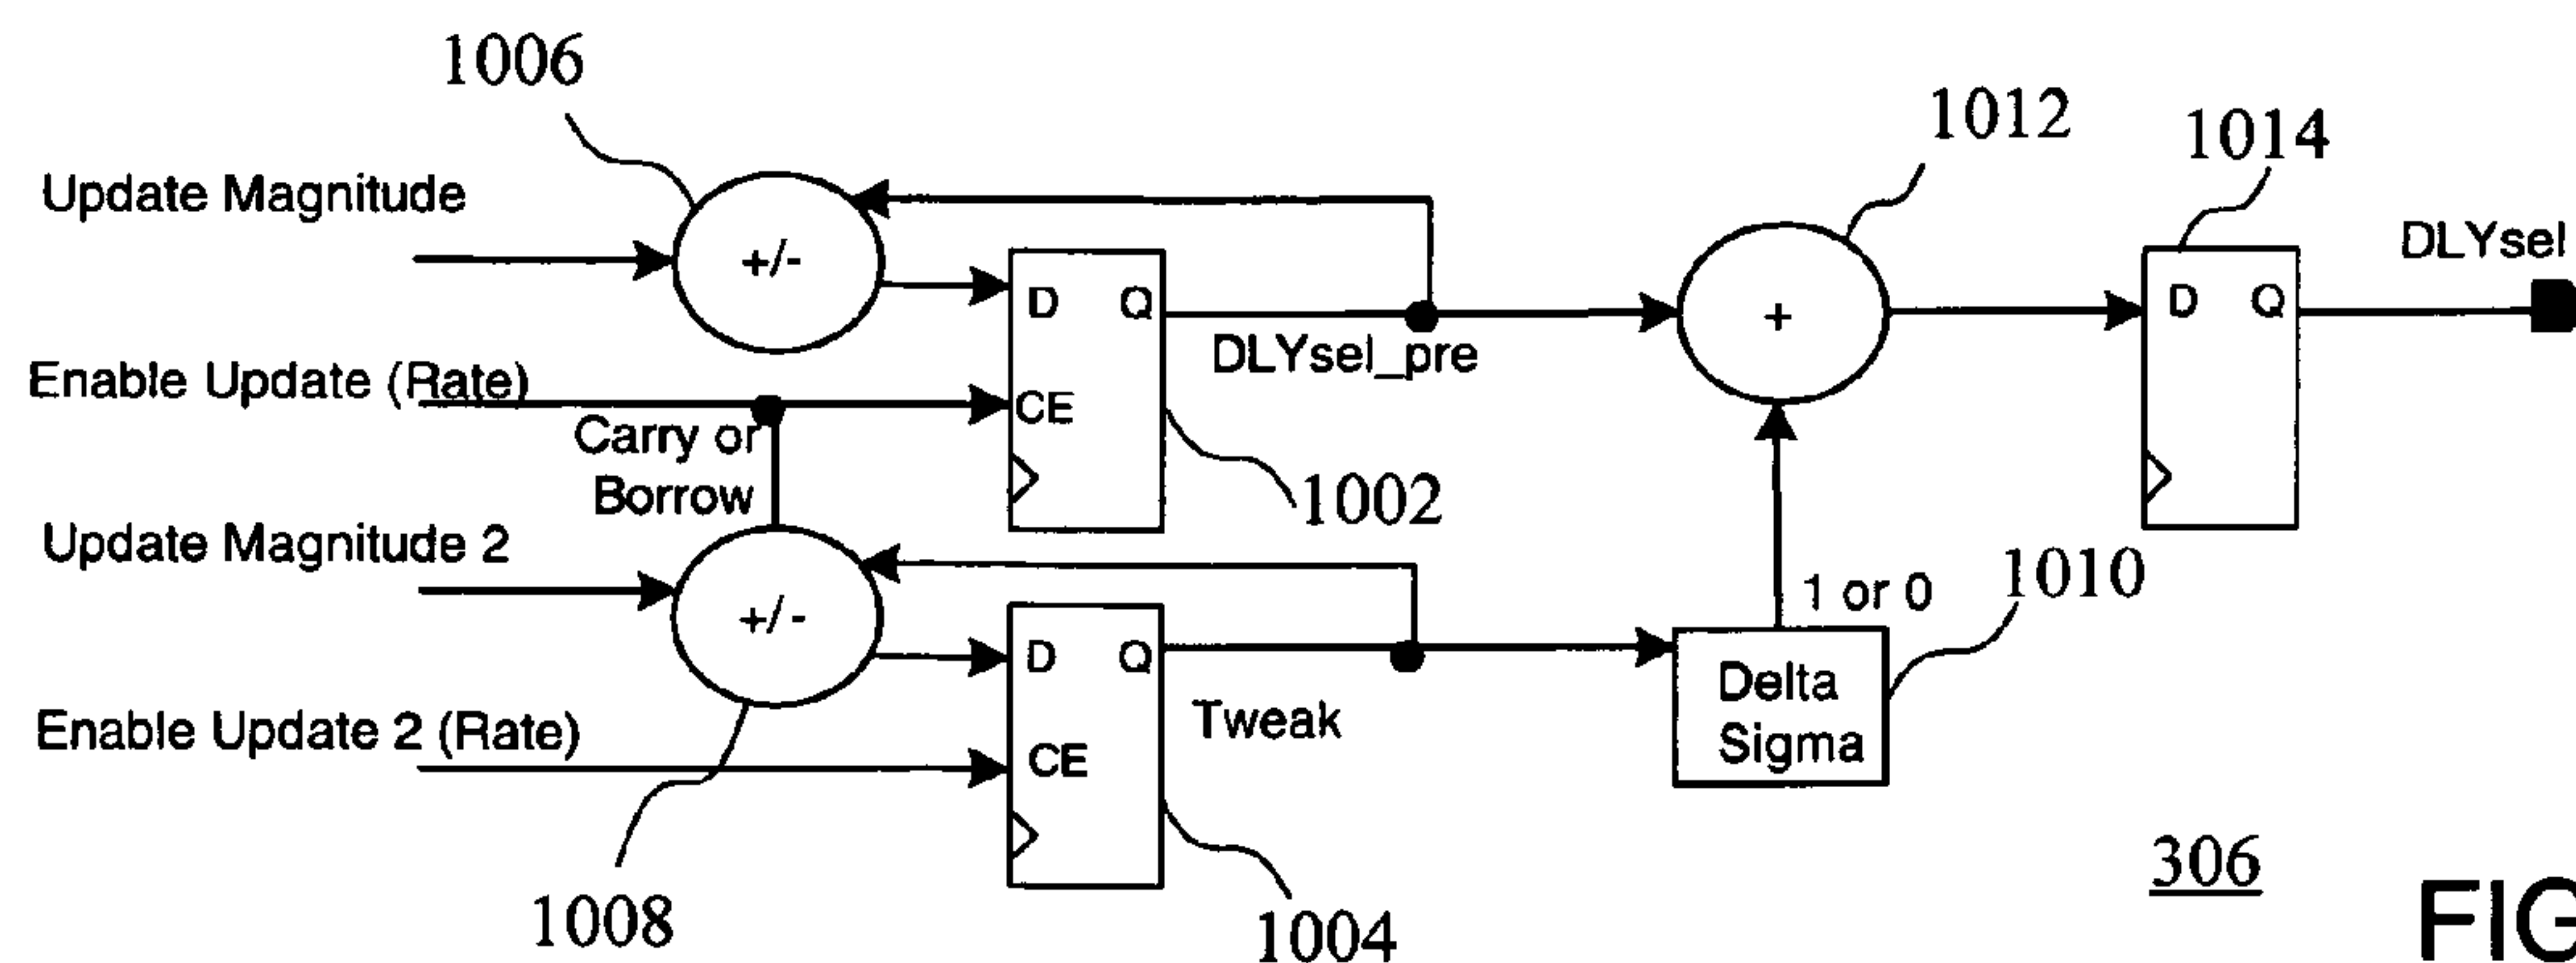 1006
1012
1014
Update Magnitude
+/-
DLYsel
D Q
+
D Q
DLYsel_pre
Enable Update (Rate)
CE
Carry or
Borrow
1002
Update Magnitude 2
+/-
1 or 0
1010
D Q
Delta
Sigma
Tweak
Enable Update 2 (Rate)
CE
306
1008
1004
FIG